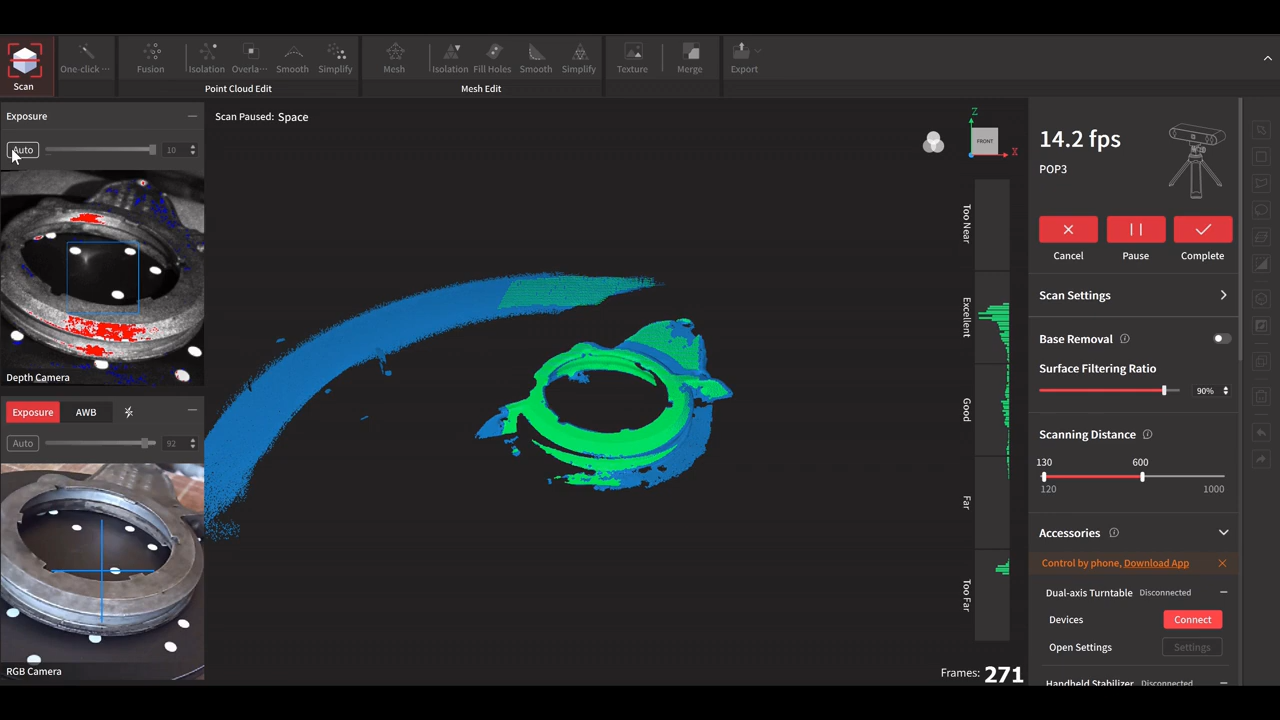 Scan
One-click ···
Fusion
Isolation
Overla···
Smooth
Simplify
Point Cloud Edit
Mesh
Isolation
Fill Holes
Smooth
Simplify
Mesh Edit
Texture
Merge
Export
Exposure
Auto
10
Depth Camera
Exposure
AWB
Auto
92
RGB Camera
Scan Paused: Space
Z
FRONT
X
Too Near
Excellent
Good
Far
Too Far
Frames: 271
14.2 fps
POP3
Cancel
Pause
Complete
Scan Settings
Base Removal
Surface Filtering Ratio
90%
Scanning Distance
130
600
120
1000
Accessories
Control by phone, Download App
Dual-axis Turntable Disconnected
Devices
Connect
Open Settings
Settings
Handheld Stabilizer Disconnected